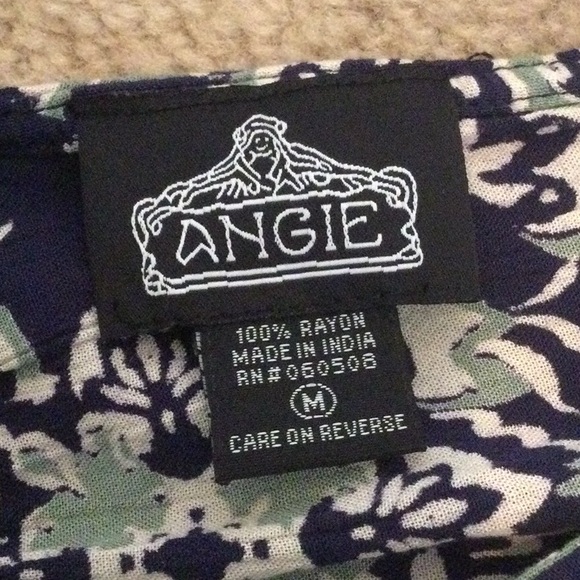 ANGIE
100% RAYON
MADE IN INDIA
RN#060508
M
CARE ON REVERSE